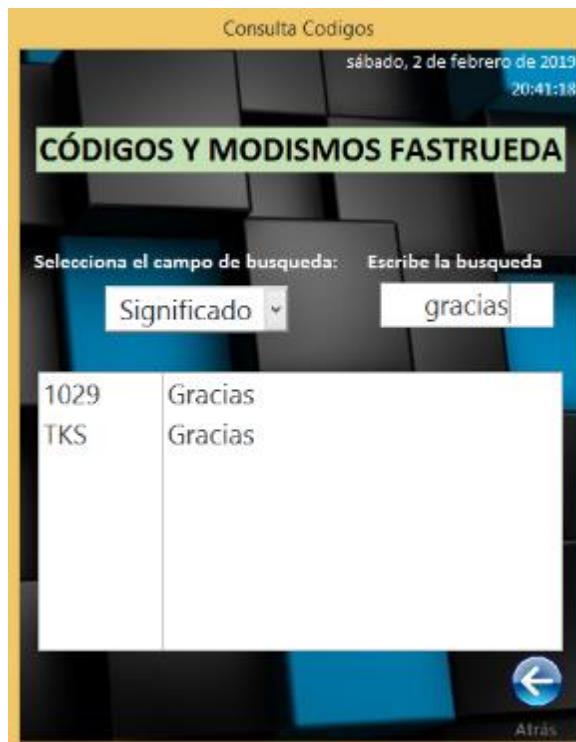 Consulta Codigos
sábado, 2 de febrero de 2019
20:41:18
CÓDIGOS Y MODISMOS FASTRUEDA
Selecciona el campo de busqueda: Escribe la busqueda
Significado gracias
1029 Gracias
TKS Gracias
Atrás